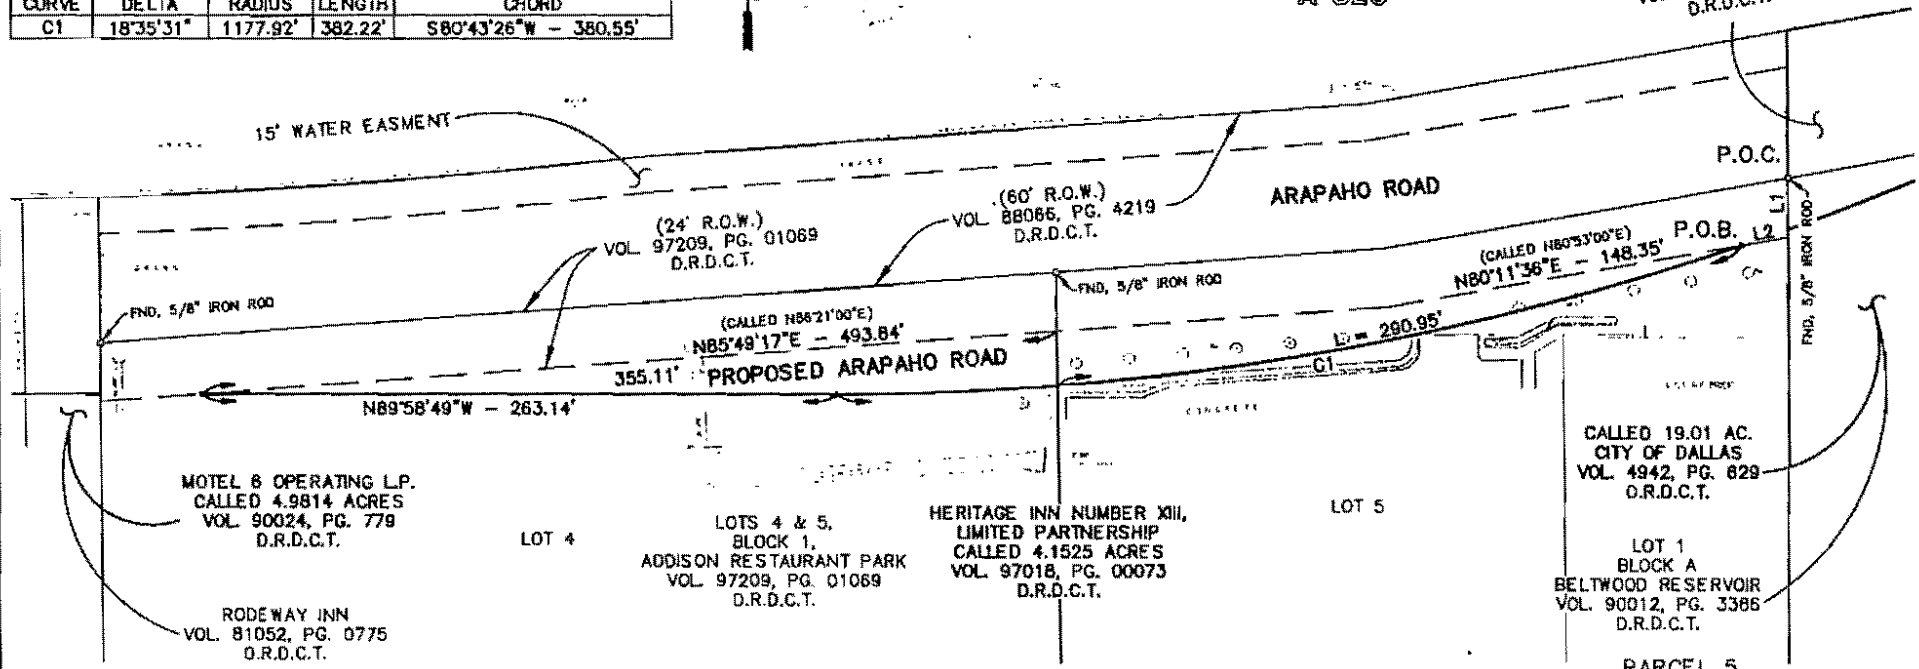 CURVE DELTA RADIUS LENGTH CHORD
C1 18°35'31" 1177.92' 382.22' S80°43'26"W - 380.55'
D.R.D.C.T.
15' WATER EASMENT
P.O.C.
(60' R.O.W.)
VOL 88066, PG. 4219
D.R.D.C.T.
ARAPAHO ROAD
(24' R.O.W.)
VOL 97209, PG. 01069
D.R.D.C.T.
L1
P.O.B.
L2
FND, 5/8" IRON ROD
(CALLED N80°53'00"E)
N80°11'36"E - 148.35'
FND, 5/8" IRON ROD
FND, 5/8" IRON ROD
(CALLED N86°21'00"E)
N85°49'17"E - 493.84'
L = 290.95'
355.11'
PROPOSED ARAPAHO ROAD
C1
N89°58'49"W - 263.14'
CONCRETE
MOTEL 6 OPERATING L.P.
CALLED 4.9814 ACRES
VOL 90024, PG. 779
D.R.D.C.T.
LOT 4
LOTS 4 & 5,
BLOCK 1,
ADDISON RESTAURANT PARK
VOL 97209, PG. 01069
D.R.D.C.T.
HERITAGE INN NUMBER XIII,
LIMITED PARTNERSHIP
CALLED 4.1525 ACRES
VOL 97018, PG. 00073
D.R.D.C.T.
LOT 5
CALLED 19.01 AC.
CITY OF DALLAS
VOL 4942, PG. 629
D.R.D.C.T.
LOT 1
BLOCK A
BELTWOOD RESERVOIR
VOL. 90012, PG. 3386
D.R.D.C.T.
RODEWAY INN
VOL. 81052, PG. 0775
D.R.D.C.T.
PARCEL 5